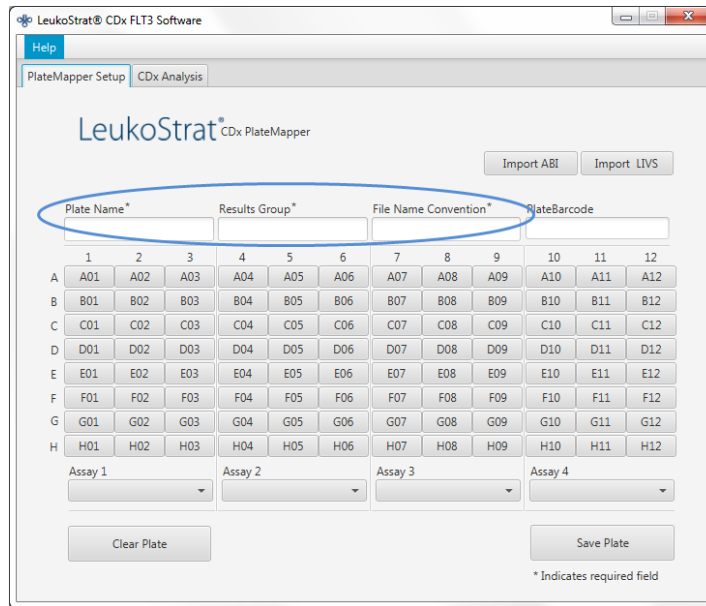 LeukoStrat® CDx FLT3 Software
Help
PlateMapper Setup CDx Analysis
LeukoStrat® CDx PlateMapper
Import ABI Import LIVS
Plate Name* Results Group* File Name Convention* PlateBarcode
1 2 3 4 5 6 7 8 9 10 11 12
A A01 A02 A03 A04 A05 A06 A07 A08 A09 A10 A11 A12
B B01 B02 B03 B04 B05 B06 B07 B08 B09 B10 B11 B12
C C01 C02 C03 C04 C05 C06 C07 C08 C09 C10 C11 C12
D D01 D02 D03 D04 D05 D06 D07 D08 D09 D10 D11 D12
E E01 E02 E03 E04 E05 E06 E07 E08 E09 E10 E11 E12
F F01 F02 F03 F04 F05 F06 F07 F08 F09 F10 F11 F12
G G01 G02 G03 G04 G05 G06 G07 G08 G09 G10 G11 G12
H H01 H02 H03 H04 H05 H06 H07 H08 H09 H10 H11 H12
Assay 1 Assay 2 Assay 3 Assay 4
Clear Plate Save Plate
* Indicates required field